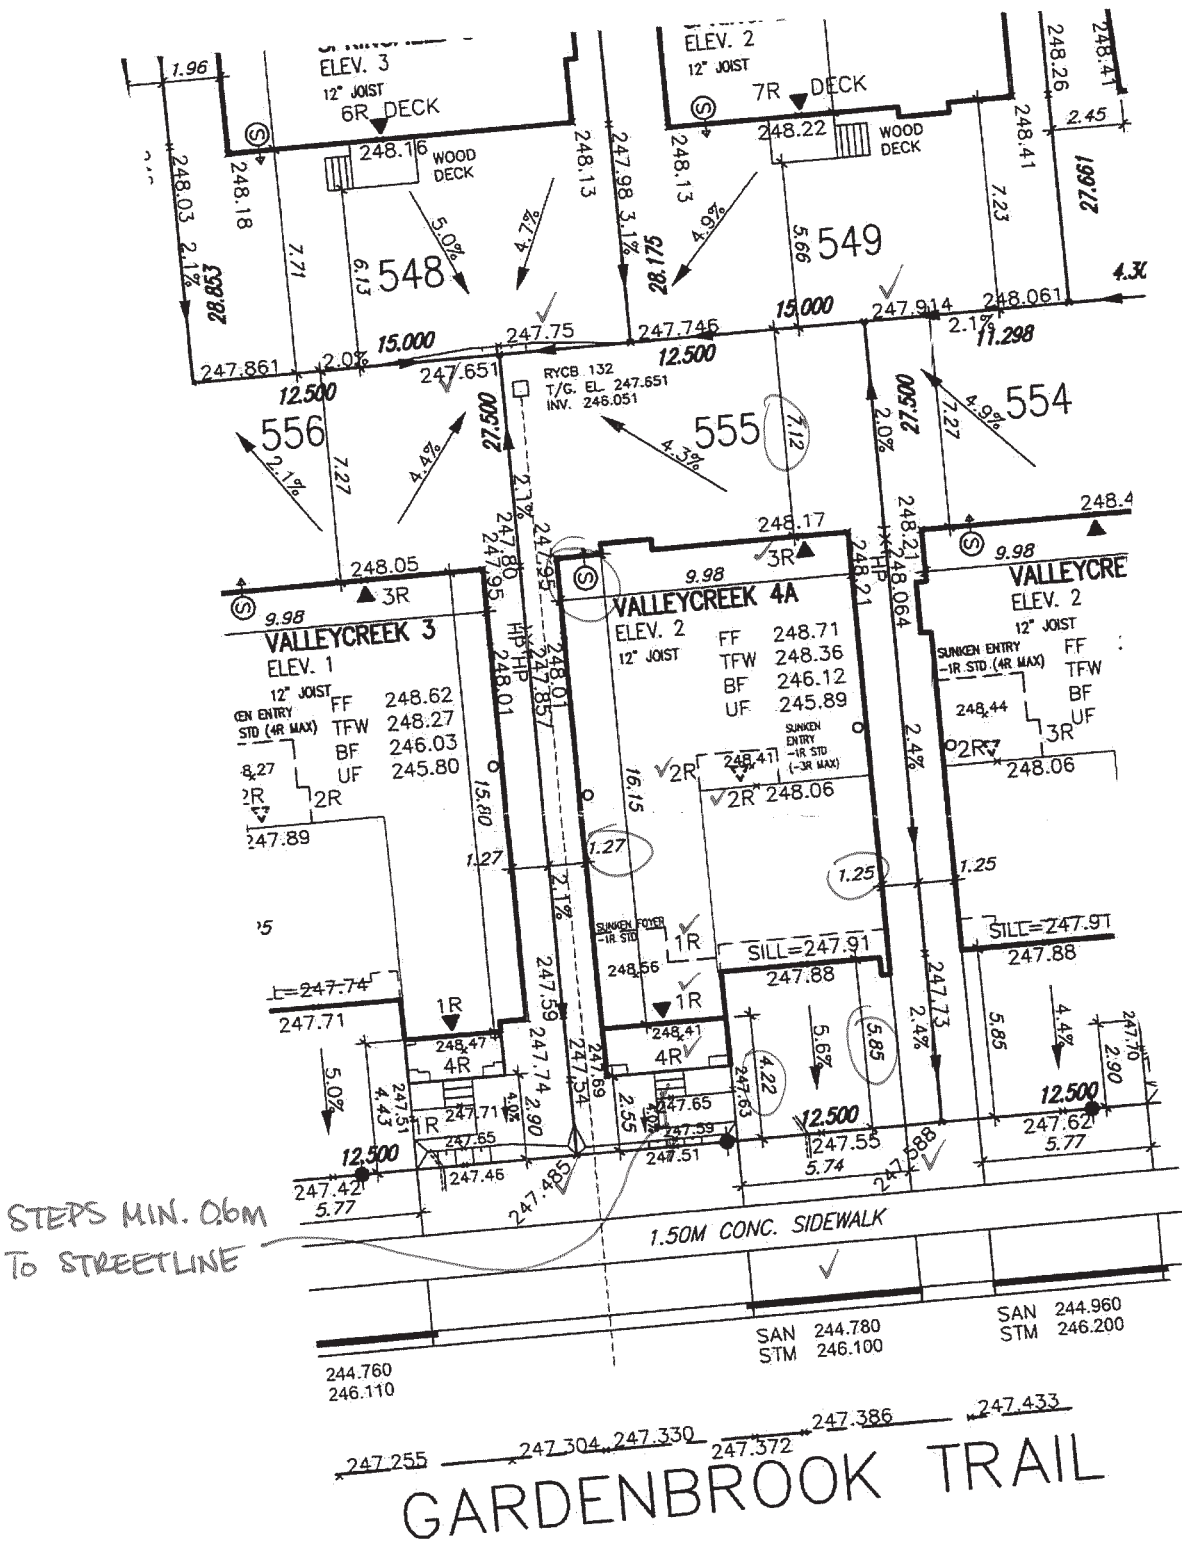 ELEV. 3
12" JOIST
6R DECK
248.16
WOOD
DECK
1.96
S
248.03
2.1%
248.18
28.853
7.71
6.13
5.0%
4.7%
548
248.13
247.98
3.1%
28.175
ELEV. 2
12" JOIST
7R DECK
248.22
WOOD
DECK
S
248.13
4.9%
5.66
549
7.23
248.26
248.41
248.41
2.45
27.661
247.861
2.0%
15.000
247.75
247.746
15.000
247.914
248.061
2.1%
11.298
12.500
247.651
12.500
RYCB 132
T/G. EL. 247.651
INV. 246.051
556
2.1%
7.27
4.4%
27.500
2.1%
555
4.3%
7.12
2.0%
27.500
7.27
4.9%
554
248.05
3R
S
9.98
VALLEYCREEK 3
ELEV. 1
12" JOIST
FF 248.62
TFW 248.27
BF 246.03
UF 245.80
STD (4R MAX)
2R
2R
247.89
15.80
1.27
247.95
247.80
248.01
HP
HP
247.857
247.95
248.01
248.17
3R
S
9.98
VALLEYCREEK 4A
ELEV. 2
12" JOIST
FF 248.71
TFW 248.36
BF 246.12
UF 245.89
SUNKEN
ENTRY
-1R STD
(-3R MAX)
2R
248.41
2R 248.06
16.15
1.27
1.25
1.25
248.21
HP
248.21
248.064
2.4%
S
9.98
ELEV. 2
12" JOIST
SUNKEN ENTRY
-1R STD (4R MAX)
FF
TFW
BF
UF
248.44
2R
3R
248.06
2.1%
SUNKEN FOYER
-1R STD
1R
248.56
1R
248.41
4R
SILL=247.91
247.88
SILL=247.91
247.88
=247.74
247.71
1R
248.47
4R
5.0%
4.43
247.51
1R
247.71
247.65
247.46
2.90
247.74
247.59
247.54
247.69
2.55
247.65
247.59
247.51
247.63
4.22
5.6%
5.85
247.73
2.4%
5.85
4.4%
247.70
2.90
12.500
247.42
5.77
247.485
12.500
247.55
5.74
247.588
12.500
247.62
5.77
STEPS MIN. 0.6m
TO STREETLINE
1.50M CONC. SIDEWALK
SAN 244.780
STM 246.100
SAN 244.960
STM 246.200
244.760
246.110
247.255
247.304
247.330
247.372
247.386
247.433
GARDENBROOK TRAIL